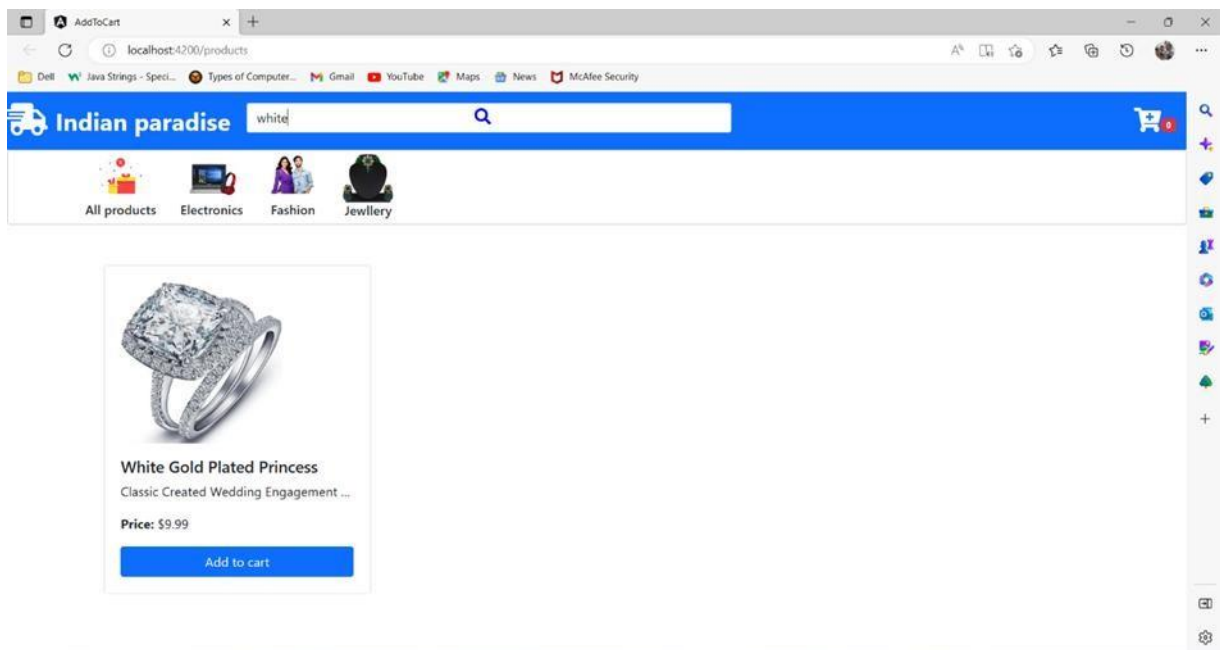 AddToCart
localhost:4200/products
Dell Java Strings - Speci... Types of Computer... Gmail YouTube Maps News McAfee Security
Indian paradise white 0
All products Electronics Fashion Jewllery
White Gold Plated Princess
Classic Created Wedding Engagement ...
Price: $9.99
Add to cart